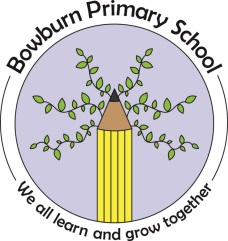 Bowburn Primary School
We all learn and grow together